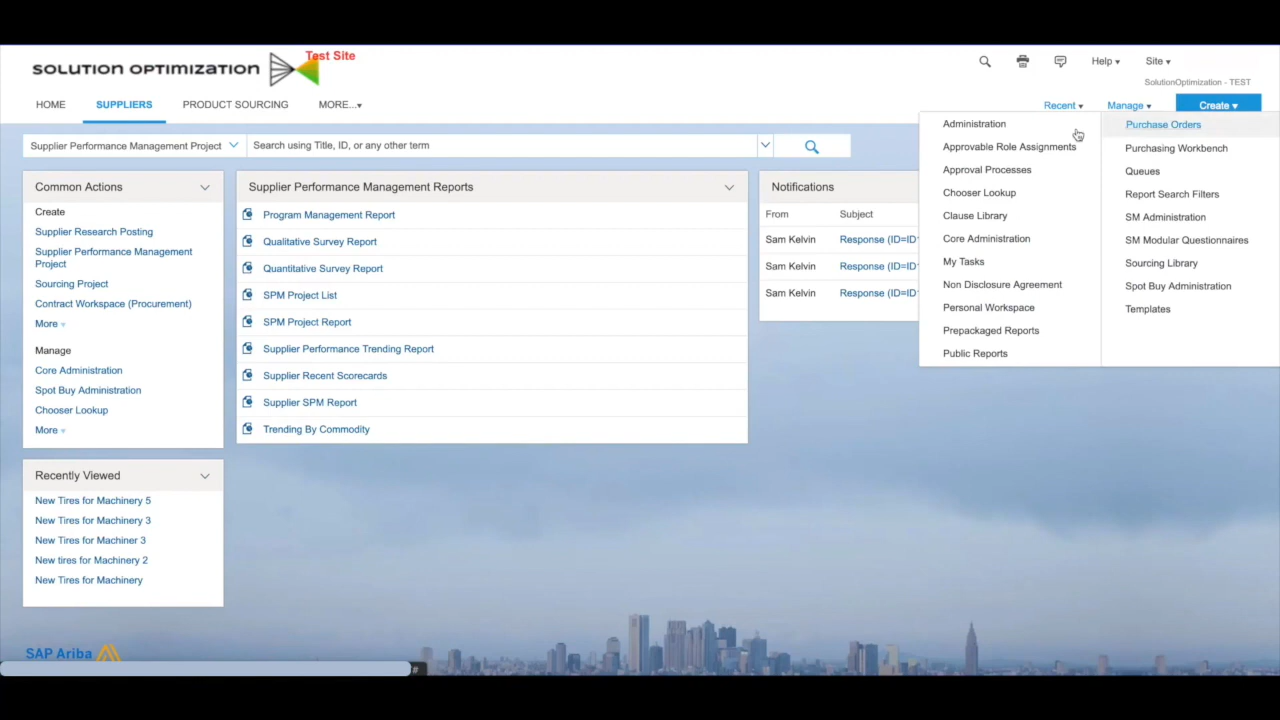 Test Site
SOLUTION OPTIMIZATION
Help
Site
SolutionOptimization - TEST
HOME
SUPPLIERS
PRODUCT SOURCING
MORE...
Recent
Manage
Create
Supplier Performance Management Project
Search using Title, ID, or any other term
Common Actions
Create
Supplier Research Posting
Supplier Performance Management
Project
Sourcing Project
Contract Workspace (Procurement)
More
Manage
Core Administration
Spot Buy Administration
Chooser Lookup
More
Recently Viewed
New Tires for Machinery 5
New Tires for Machinery 3
New Tires for Machiner 3
New tires for Machinery 2
New Tires for Machinery
Supplier Performance Management Reports
Program Management Report
Qualitative Survey Report
Quantitative Survey Report
SPM Project List
SPM Project Report
Supplier Performance Trending Report
Supplier Recent Scorecards
Supplier SPM Report
Trending By Commodity
Notifications
From Subject
Sam Kelvin Response (ID=ID
Sam Kelvin Response (ID=ID
Sam Kelvin Response (ID=ID
Administration
Approvable Role Assignments
Approval Processes
Chooser Lookup
Clause Library
Core Administration
My Tasks
Non Disclosure Agreement
Personal Workspace
Prepackaged Reports
Public Reports
Purchase Orders
Purchasing Workbench
Queues
Report Search Filters
SM Administration
SM Modular Questionnaires
Sourcing Library
Spot Buy Administration
Templates
SAP Ariba
#